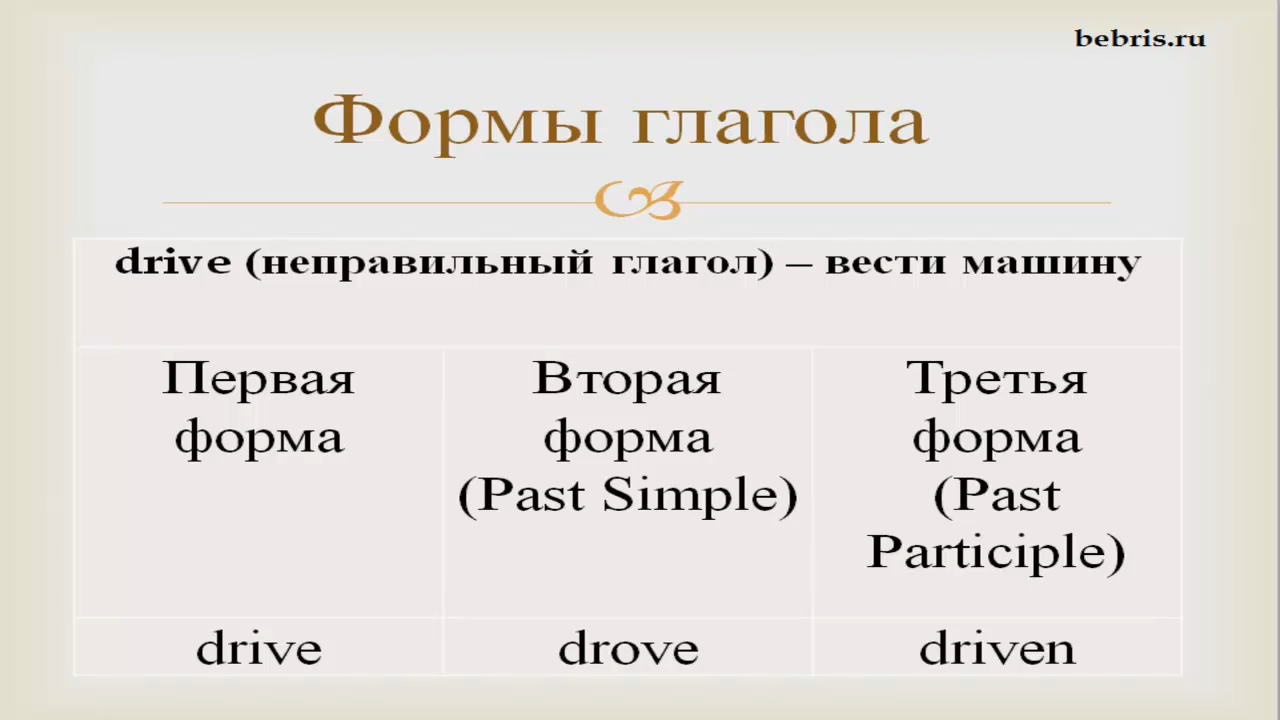 bebris.ru
Формы глагола
drive (неправильный глагол) – вести машину
Первая
форма
Вторая
форма
(Past Simple)
Третья
форма
(Past
Participle)
drive
drove
driven